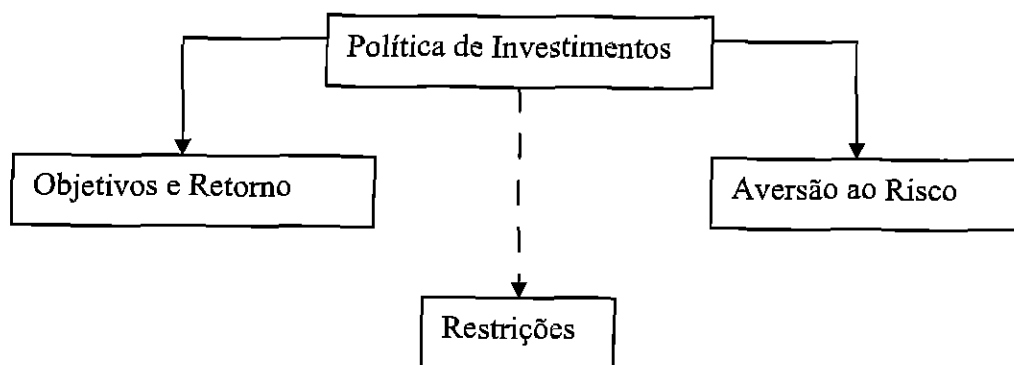 Política de Investimentos
Objetivos e Retorno
Aversão ao Risco
Restrições